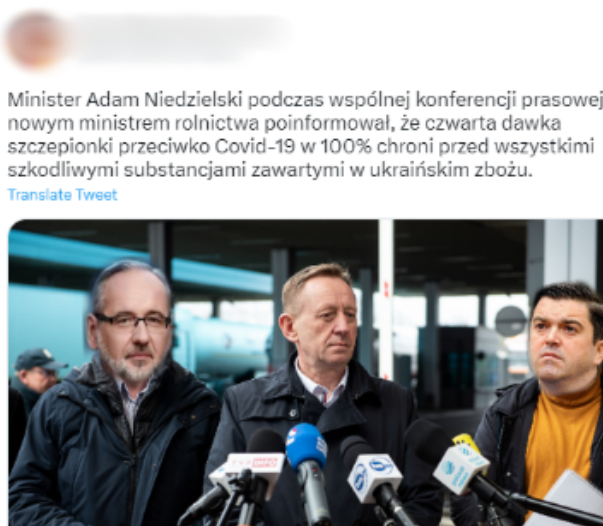 Minister Adam Niedzielski podczas wspólnej konferencji prasowej
nowym ministrem rolnictwa poinformował, że czwarta dawka
szczepionki przeciwko Covid-19 w 100% chroni przed wszystkimi
szkodliwymi substancjami zawartymi w ukraińskim zbożu.
Translate Tweet